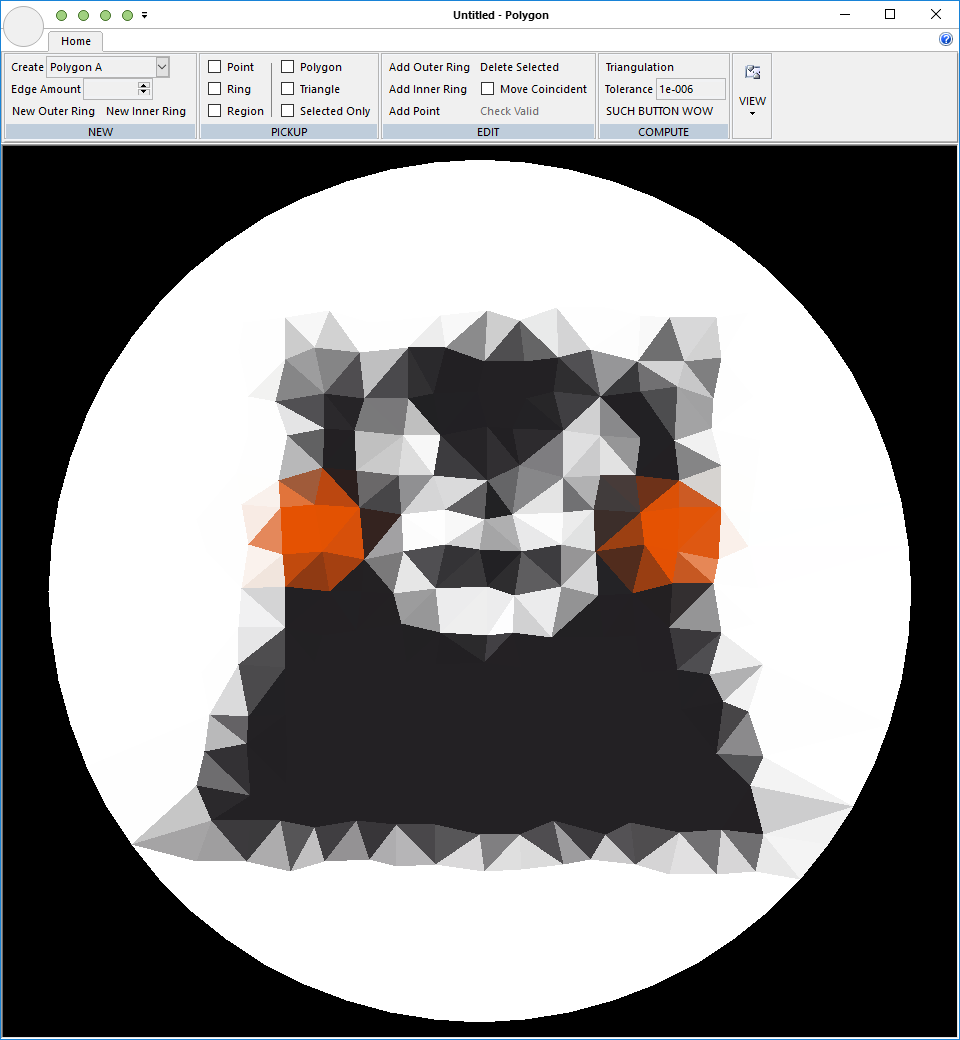 Untitled - Polygon
Home
Create Polygon A
Edge Amount
New Outer Ring New Inner Ring
NEW
Point Polygon
Ring Triangle
Region Selected Only
PICKUP
Add Outer Ring Delete Selected
Add Inner Ring Move Coincident
Add Point Check Valid
EDIT
Triangulation
Tolerance 1e-006
SUCH BUTTON WOW
COMPUTE
VIEW